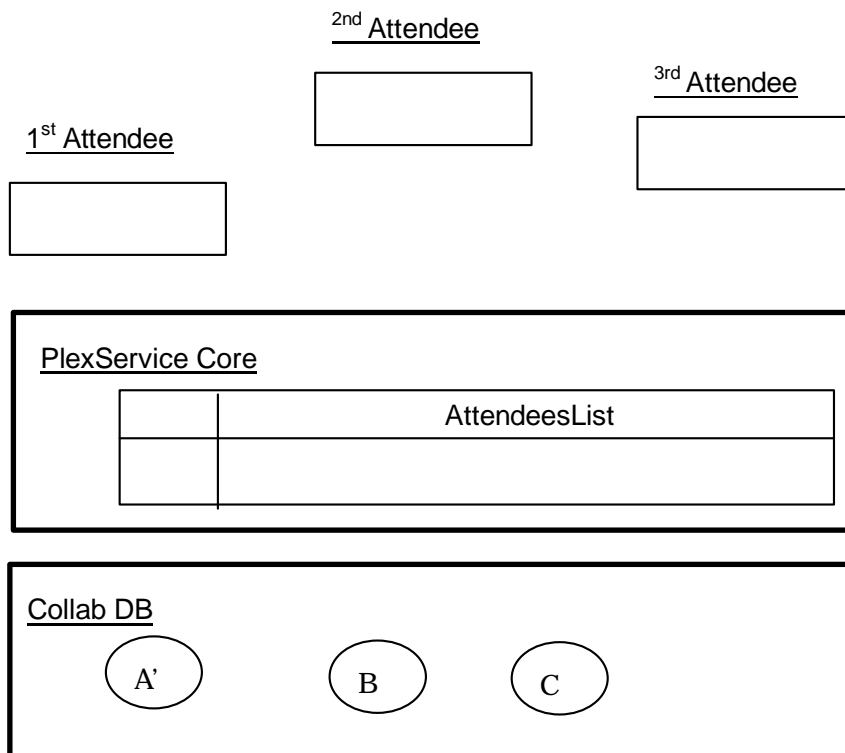 2nd Attendee
3rd Attendee
1st Attendee
PlexService Core
AttendeesList
Collab DB
A’ B C